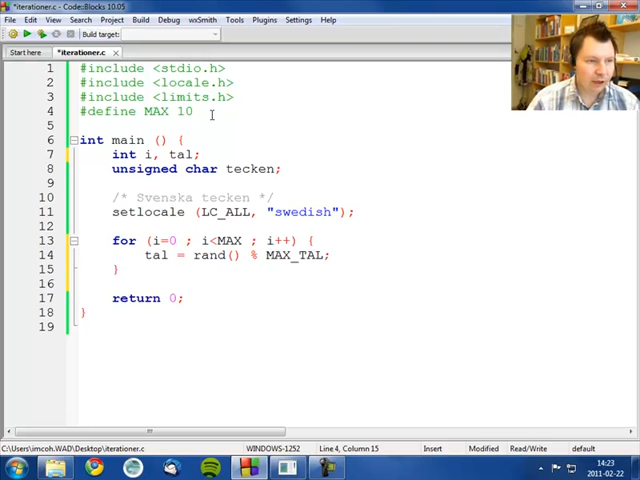 *iterationer.c - Code::Blocks 10.05
File Edit View Search Project Build Debug wxSmith Tools Plugins Settings Help
Build target:
Start here *iterationer.c
1 #include <stdio.h>
2 #include <locale.h>
3 #include <limits.h>
4 #define MAX 10
5
6 int main () {
7 int i, tal;
8 unsigned char tecken;
9
10 /* Svenska tecken */
11 setlocale (LC_ALL, "swedish");
12
13 for (i=0 ; i<MAX ; i++) {
14 tal = rand() % MAX_TAL;
15 }
16
17 return 0;
18 }
19
C:\Users\imcoh.WAD\Desktop\iterationer.c WINDOWS-1252 Line 4, Column 15 Insert Modified Read/Write default
14:23
2011-02-22